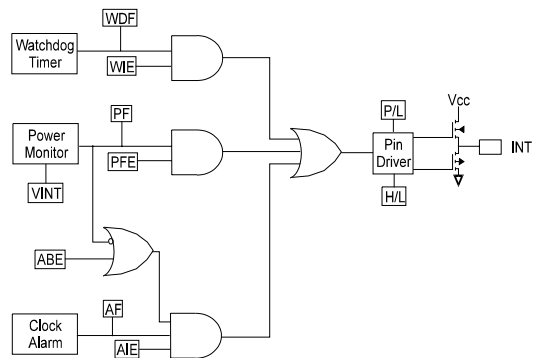 WDF
Watchdog
Timer
WIE
PF
Power
Monitor
PFE
VINT
P/L
Vcc
Pin
Driver
INT
H/L
ABE
AF
Clock
Alarm
AIE